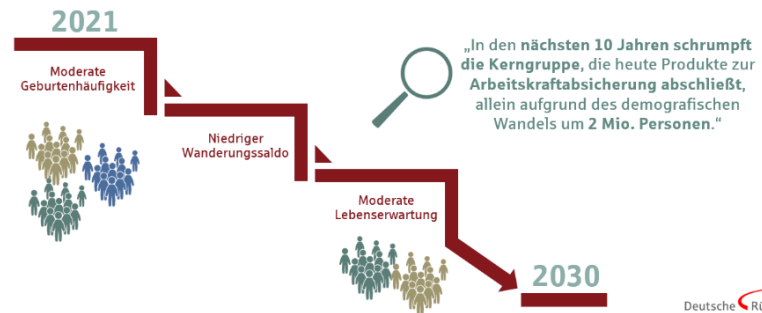 2021
Moderate
Geburtenhäufigkeit
Niedriger
Wanderungssaldo
Moderate
Lebenserwartung
2030
„In den nächsten 10 Jahren schrumpft
die Kerngruppe, die heute Produkte zur
Arbeitskraftabsicherung abschließt,
allein aufgrund des demografischen
Wandels um 2 Mio. Personen.“
Deutsche Rü